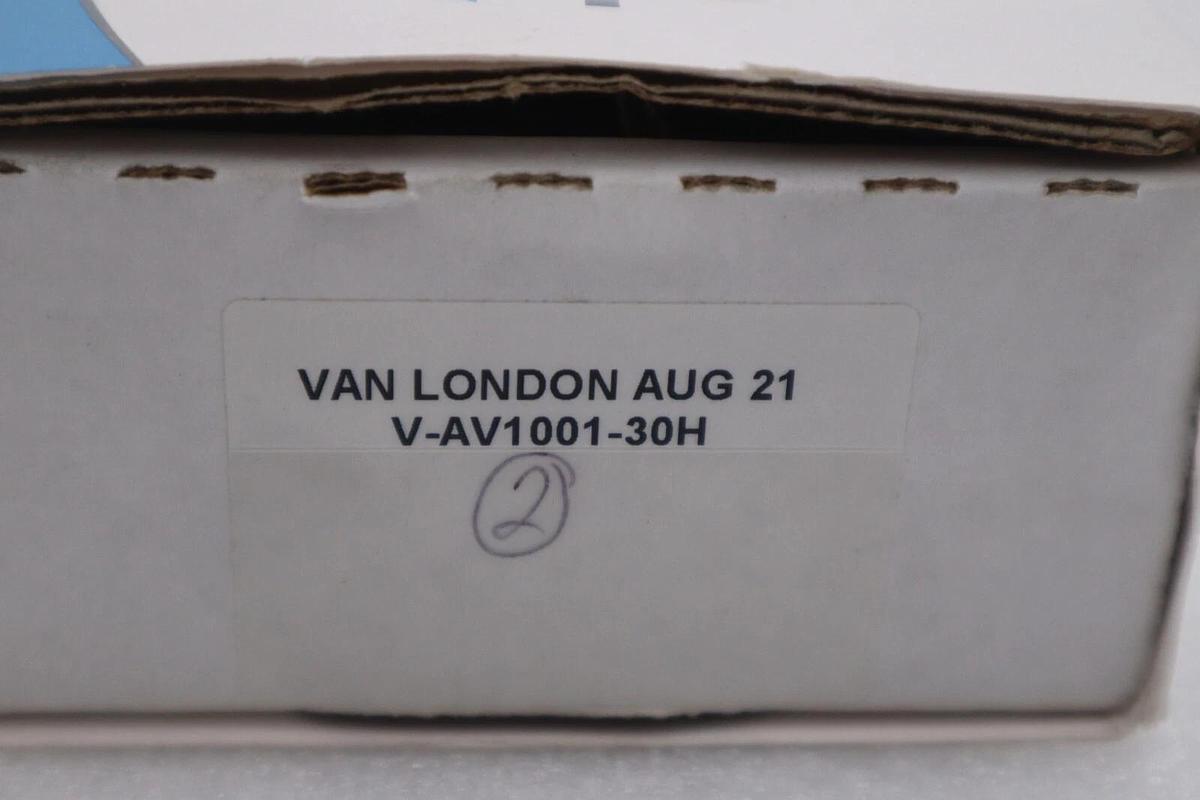 VAN LONDON AUG 21
V-AV1001-30H
2